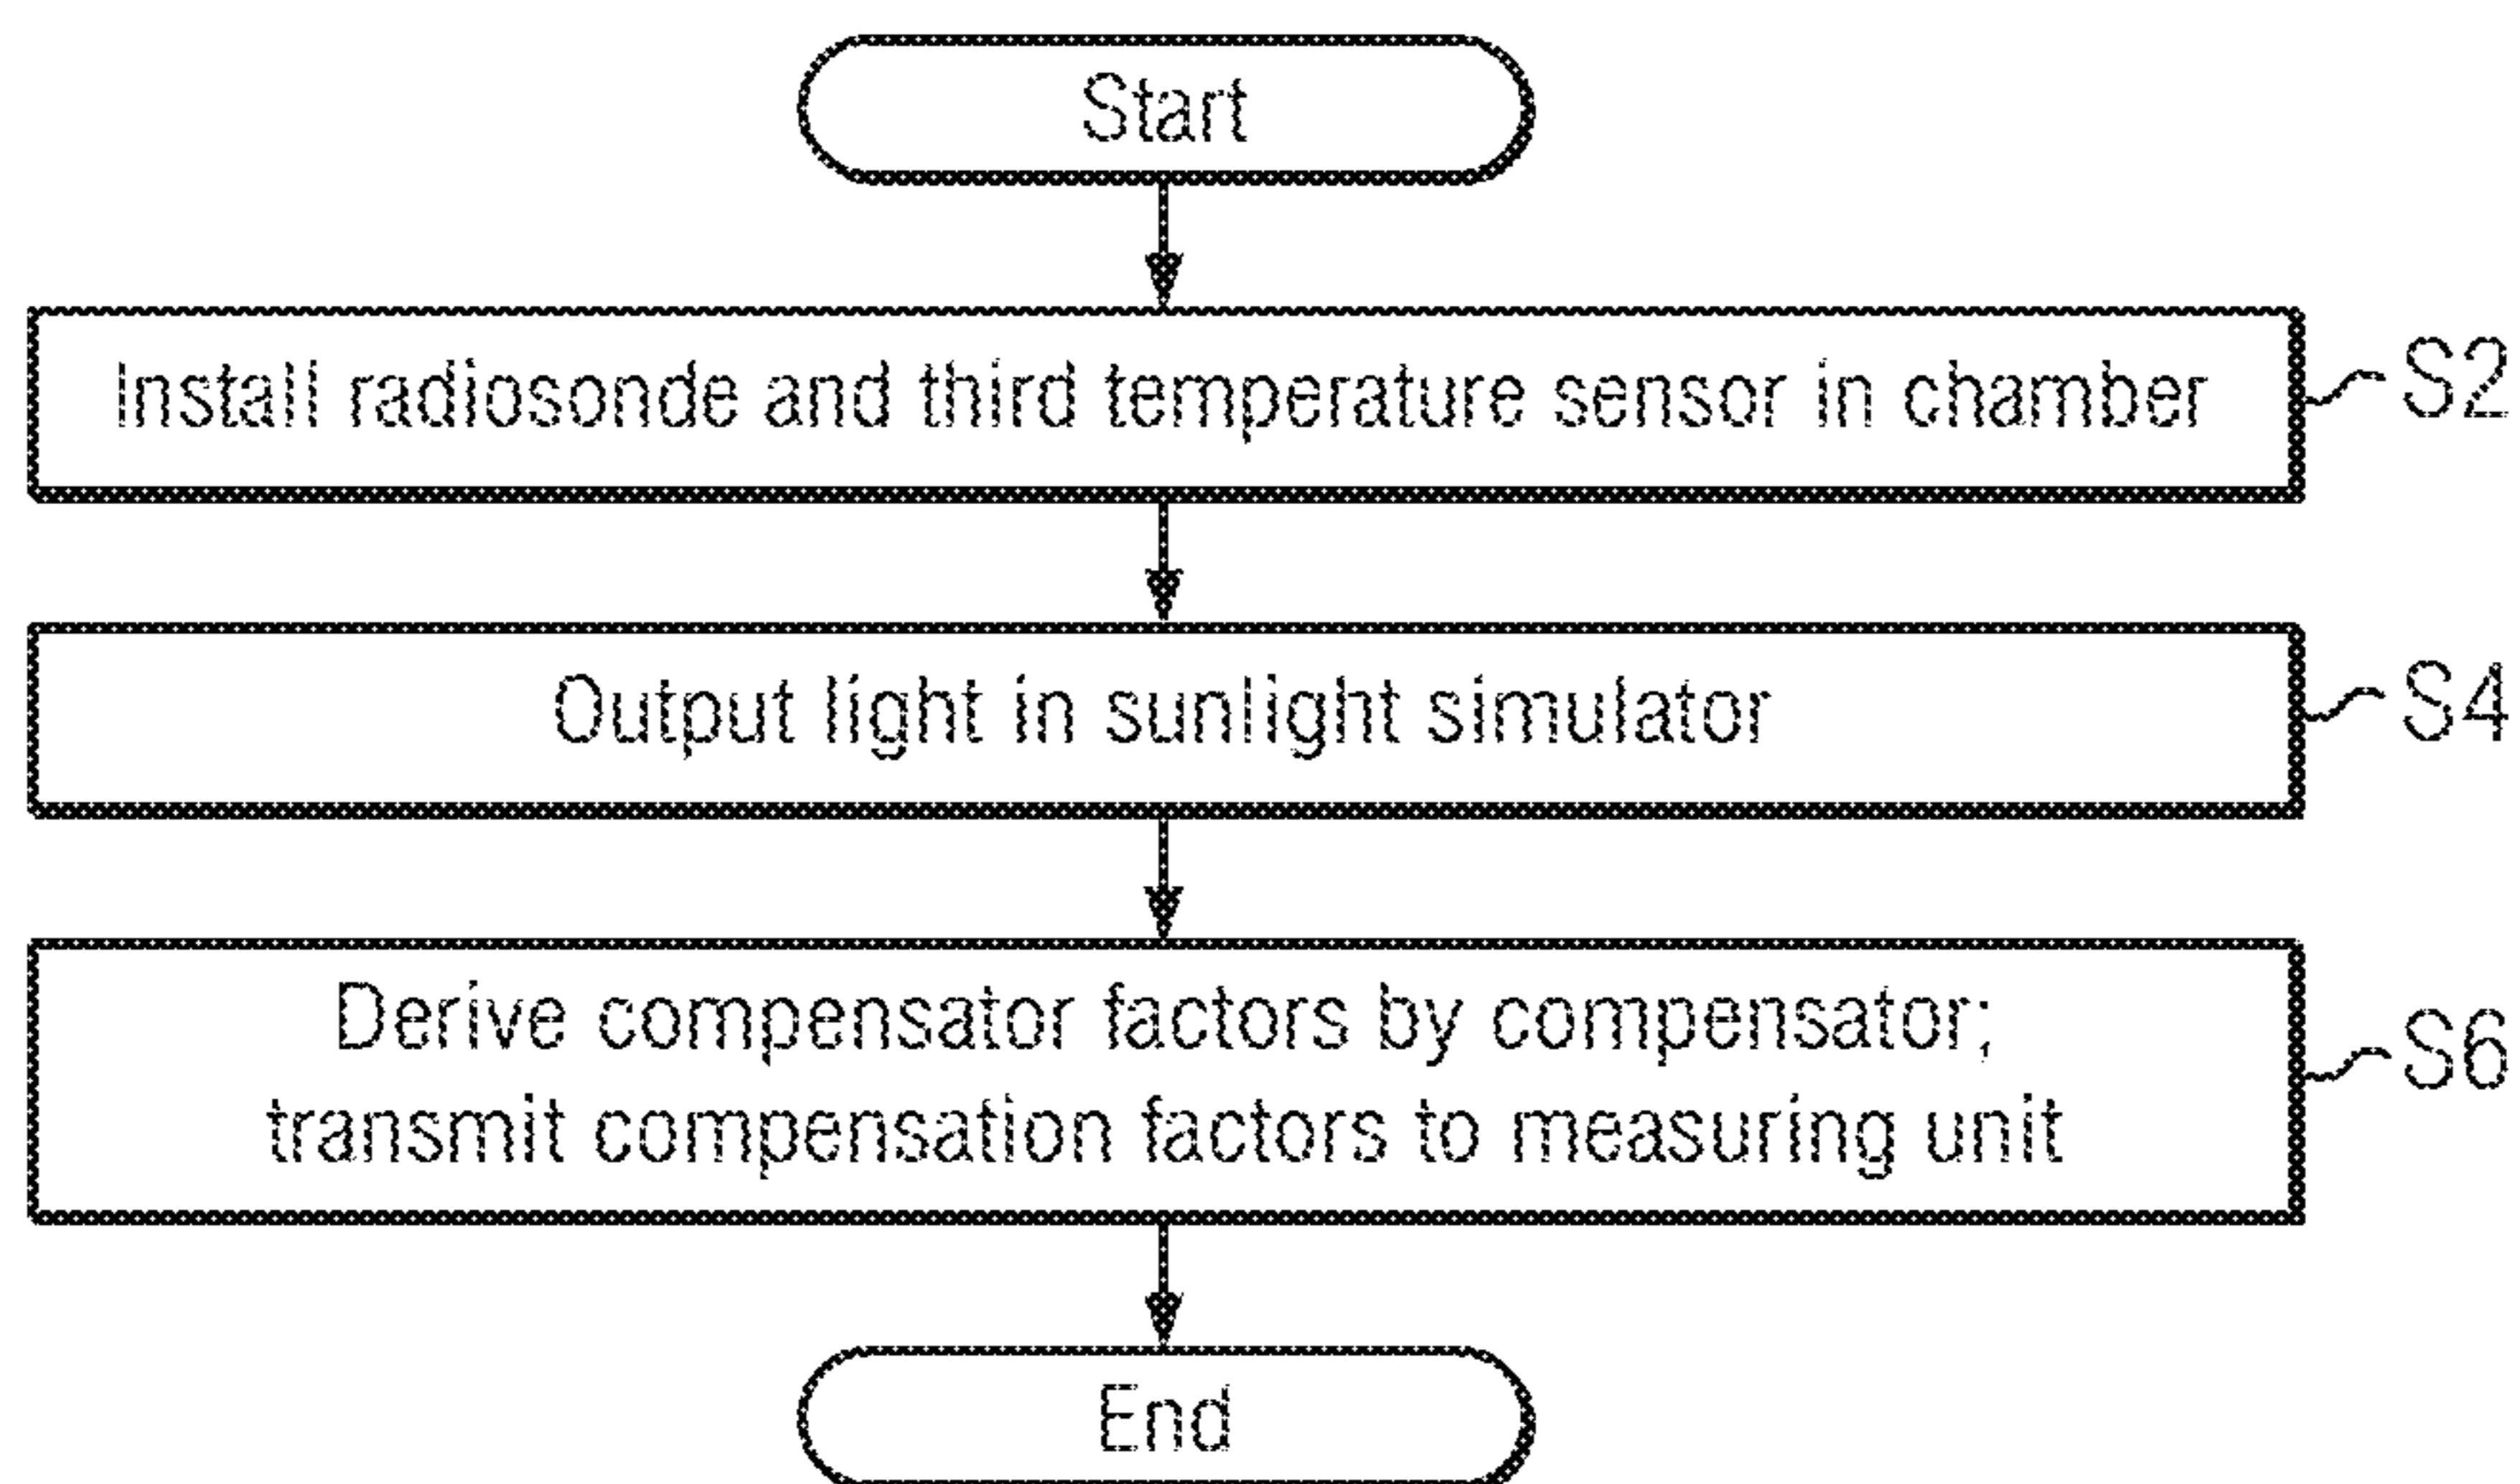 Start
Install radiosonde and third temperature sensor in chamber
S2
Output light in sunlight simulator
S4
Derive compensator factors by compensator;
transmit compensation factors to measuring unit
S6
End